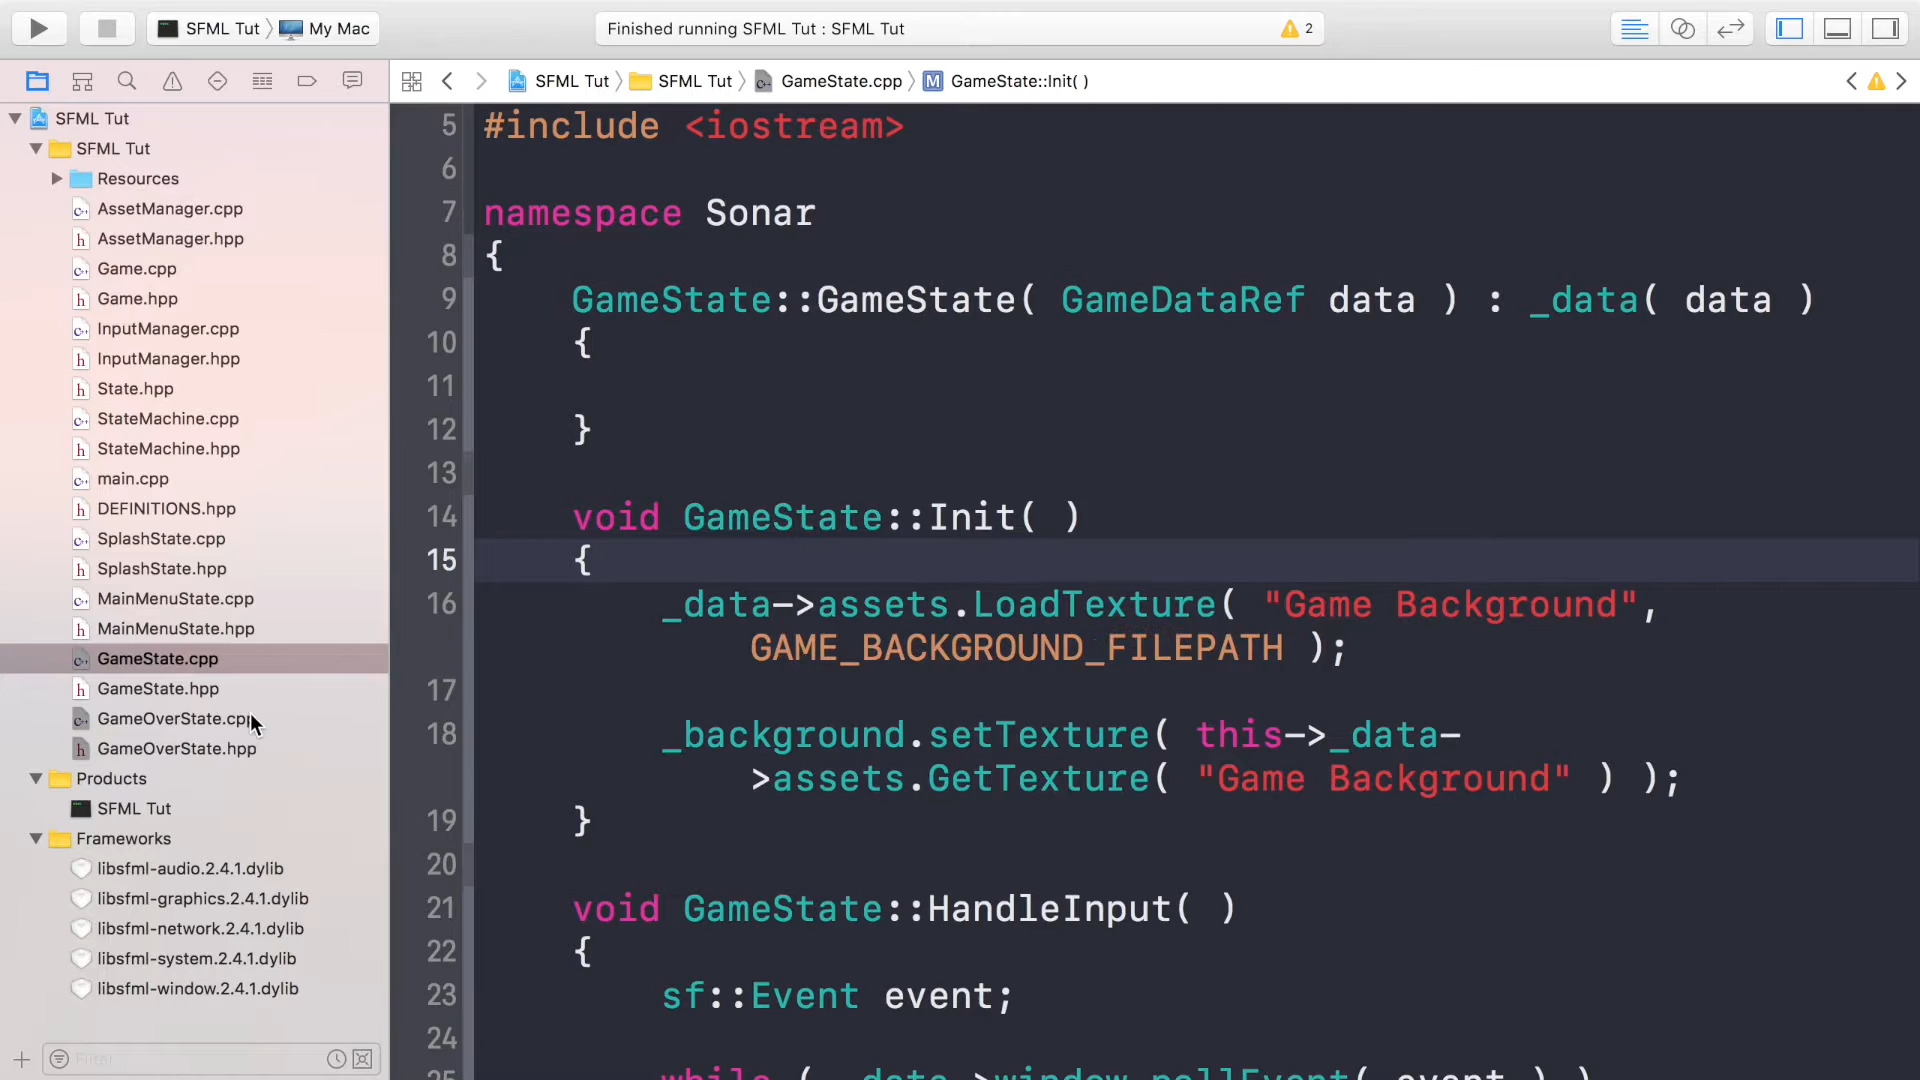 SFML Tut
My Mac
Finished running SFML Tut : SFML Tut
2
SFML Tut
SFML Tut
GameState.cpp
M
GameState::Init( )
SFML Tut
SFML Tut
Resources
AssetManager.cpp
AssetManager.hpp
Game.cpp
Game.hpp
InputManager.cpp
InputManager.hpp
State.hpp
StateMachine.cpp
StateMachine.hpp
main.cpp
DEFINITIONS.hpp
SplashState.cpp
SplashState.hpp
MainMenuState.cpp
MainMenuState.hpp
GameState.cpp
GameState.hpp
GameOverState.cpp
GameOverState.hpp
Products
SFML Tut
Frameworks
libsfml-audio.2.4.1.dylib
libsfml-graphics.2.4.1.dylib
libsfml-network.2.4.1.dylib
libsfml-system.2.4.1.dylib
libsfml-window.2.4.1.dylib
Filter
5 #include <iostream>
6
7 namespace Sonar
8 {
9 GameState::GameState( GameDataRef data ) : _data( data )
10 {
11
12 }
13
14 void GameState::Init( )
15 {
16 _data->assets.LoadTexture( "Game Background",
GAME_BACKGROUND_FILEPATH );
17
18 _background.setTexture( this->_data-
>assets.GetTexture( "Game Background" ) );
19 }
20
21 void GameState::HandleInput( )
22 {
23 sf::Event event;
24
25 while ( _data->window.pollEvent( event ) )